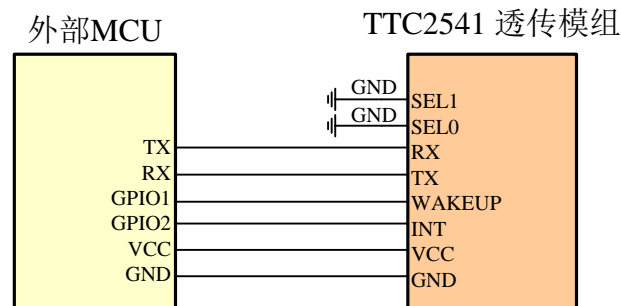 外部MCU
TTC2541 透传模组
GND
SEL1
GND
SEL0
TX
RX
RX
TX
GPIO1
WAKEUP
GPIO2
INT
VCC
VCC
GND
GND